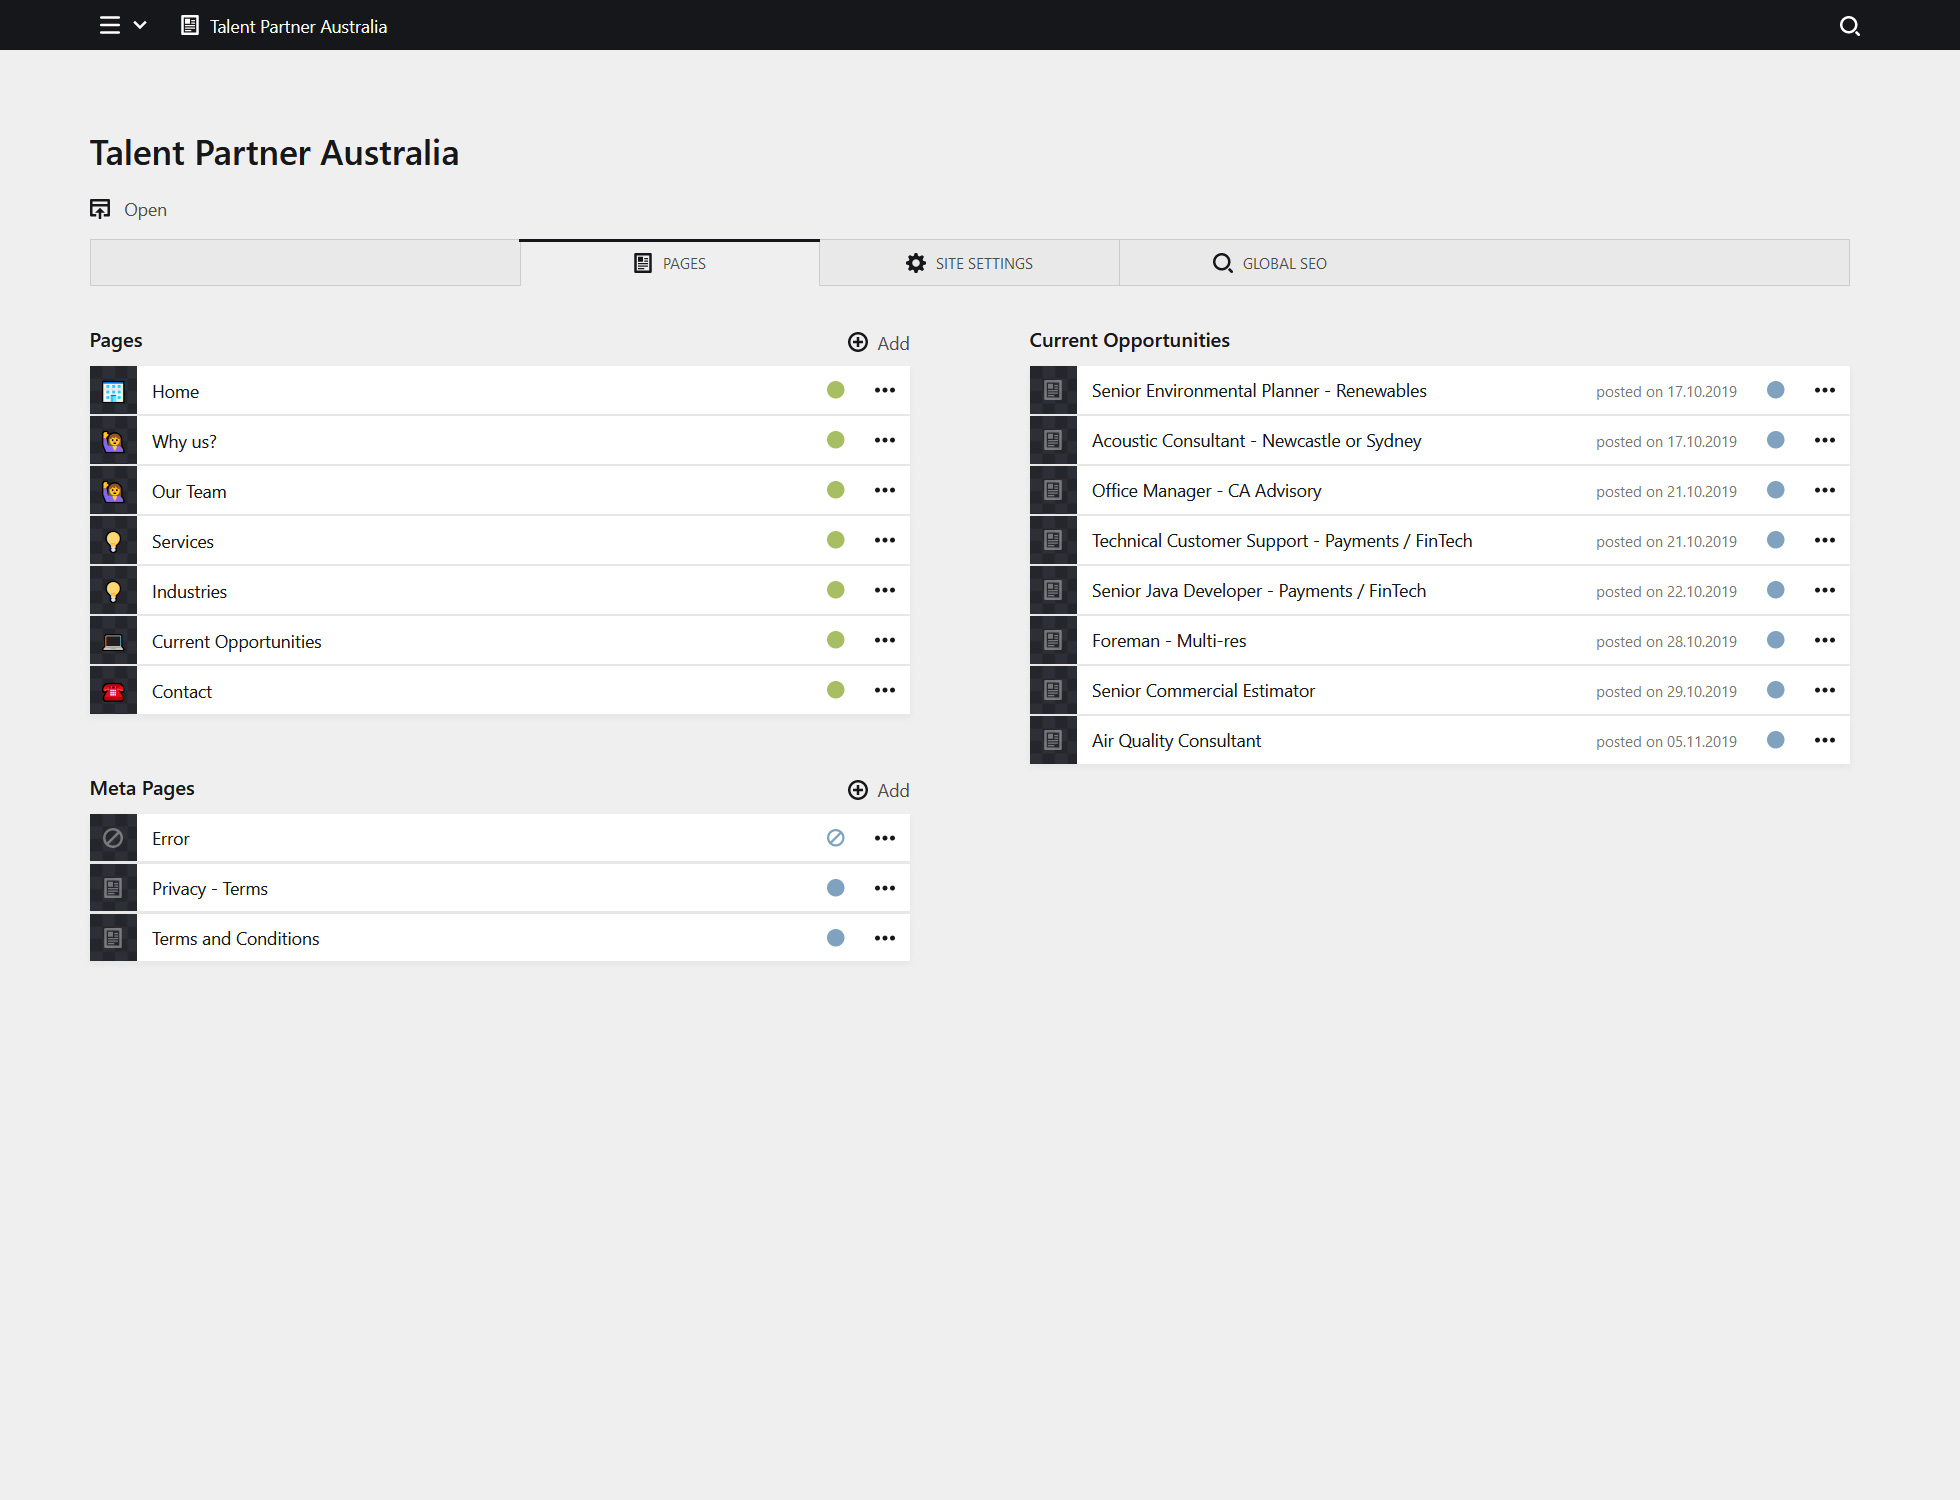 Talent Partner Australia
Talent Partner Australia
Open
PAGES
SITE SETTINGS
GLOBAL SEO
Pages
Add
Home
Why us?
Our Team
Services
Industries
Current Opportunities
Contact
Meta Pages
Add
Error
Privacy - Terms
Terms and Conditions
Current Opportunities
Senior Environmental Planner - Renewables posted on 17.10.2019
Acoustic Consultant - Newcastle or Sydney posted on 17.10.2019
Office Manager - CA Advisory posted on 21.10.2019
Technical Customer Support - Payments / FinTech posted on 21.10.2019
Senior Java Developer - Payments / FinTech posted on 22.10.2019
Foreman - Multi-res posted on 28.10.2019
Senior Commercial Estimator posted on 29.10.2019
Air Quality Consultant posted on 05.11.2019